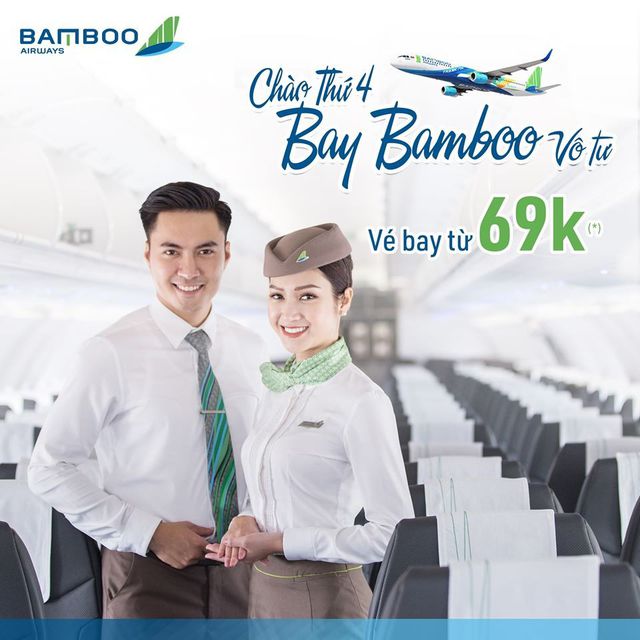 BAMBOO
AIRWAYS
Chào Thứ 4
Bay Bamboo Vô tư
Vé bay từ 69k(*)